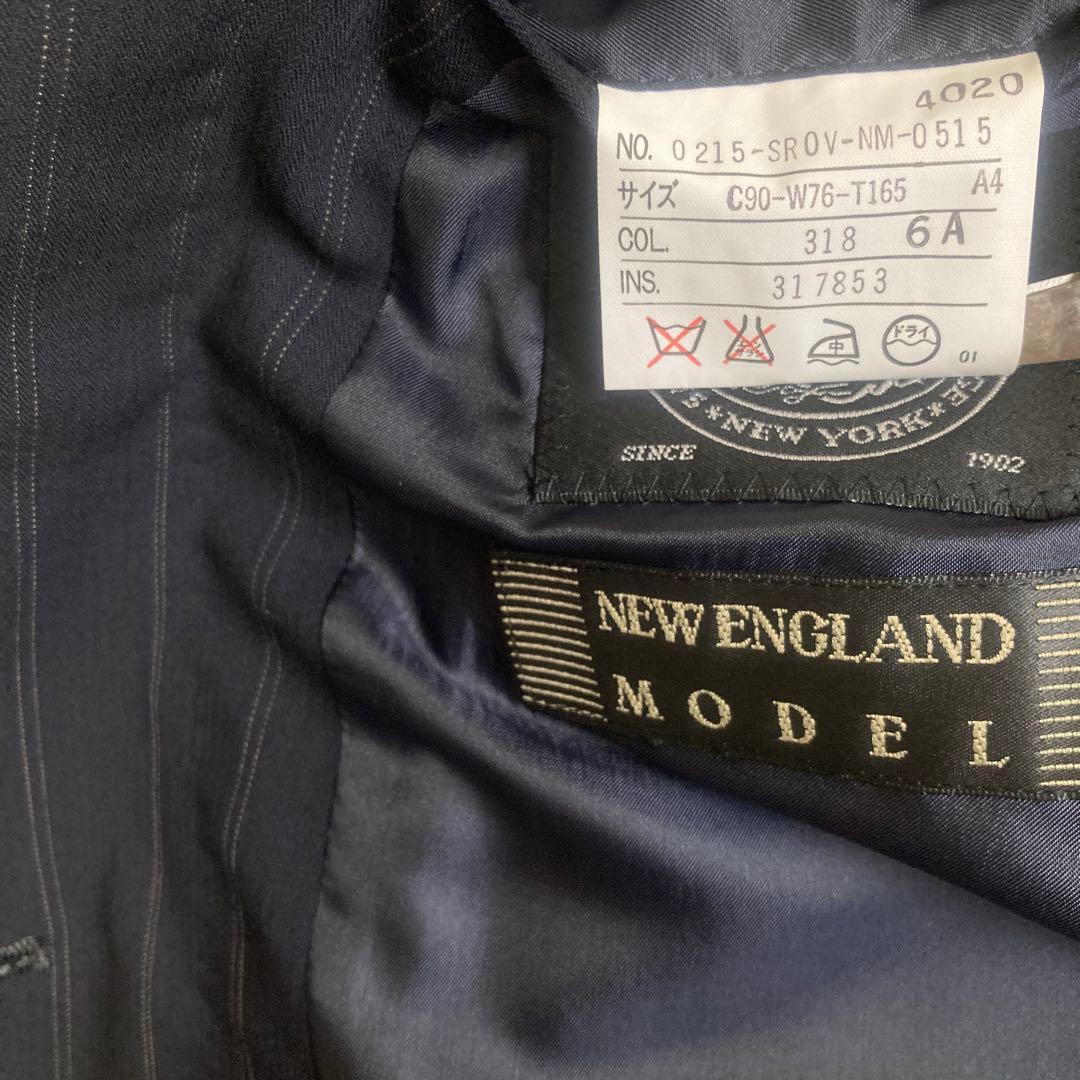 4020
NO. 0215-SROV-NM-0515
サイズ C90-W76-T165 A4
COL. 318 6A
INS. 317853
中 ドライ
01
*NEW YORK*
SINCE 1902
NEW ENGLAND
MODEL